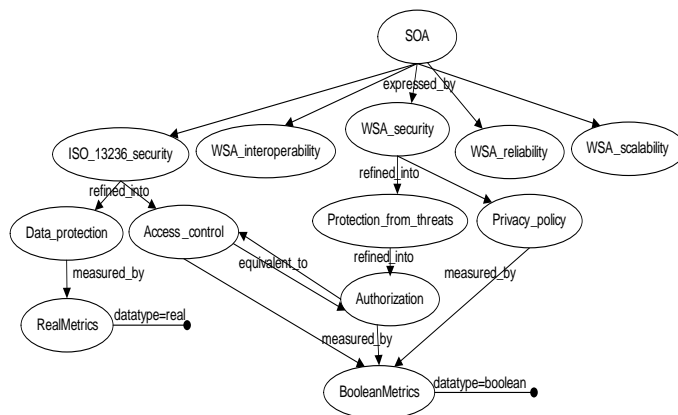 SOA
expressed_by
WSA_security
ISO_13236_security
WSA_interoperability
WSA_reliability
WSA_scalability
refined_into
refined_into
Data_protection
Access_control
Protection_from_threats
Privacy_policy
measured_by
equivalent_to
refined_into
measured_by
RealMetrics
datatype=real
Authorization
measured_by
BooleanMetrics
datatype=boolean